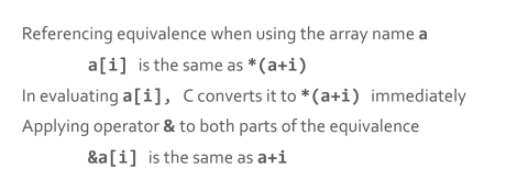 Referencing equivalence when using the array name a
a[i] is the same as *(a+i)
In evaluating a[i], C converts it to *(a+i) immediately
Applying operator & to both parts of the equivalence
&a[i] is the same as a+i